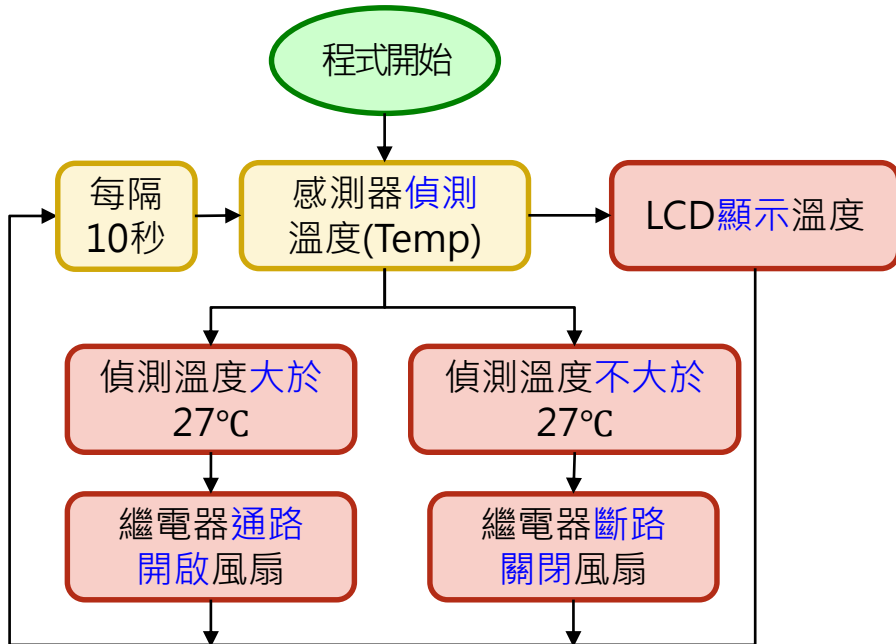 程式開始
每隔
10秒
感測器偵測
溫度(Temp)
LCD顯示溫度
偵測溫度大於
27℃
偵測溫度不大於
27℃
繼電器通路
開啟風扇
繼電器斷路
關閉風扇